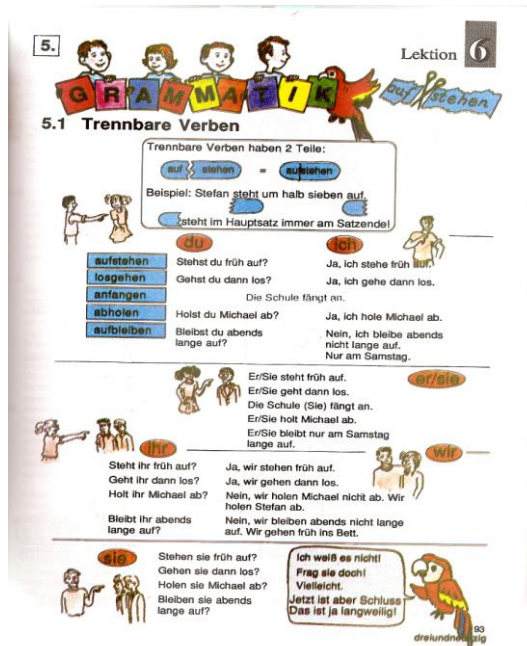 5.
Lektion 6
GRAMMATIK
auf stehen
5.1 Trennbare Verben
Trennbare Verben haben 2 Teile:
auf stehen = aufstehen
Beispiel: Stefan steht um halb sieben auf.
steht im Hauptsatz immer am Satzende!
du
ich
aufstehen
Stehst du früh auf?
Ja, ich stehe früh auf.
losgehen
Gehst du dann los?
Ja, ich gehe dann los.
anfangen
Die Schule fängt an.
abholen
Holst du Michael ab?
Ja, ich hole Michael ab.
aufbleiben
Bleibst du abends
lange auf?
Nein, ich bleibe abends
nicht lange auf.
Nur am Samstag.
er/sie
Er/Sie steht früh auf.
Er/Sie geht dann los.
Die Schule (Sie) fängt an.
Er/Sie holt Michael ab.
Er/Sie bleibt nur am Samstag
lange auf.
ihr
wir
Steht ihr früh auf?
Ja, wir stehen früh auf.
Geht ihr dann los?
Ja, wir gehen dann los.
Holt ihr Michael ab?
Nein, wir holen Michael nicht ab. Wir
holen Stefan ab.
Bleibt ihr abends
lange auf?
Nein, wir bleiben abends nicht lange
auf. Wir gehen früh ins Bett.
sie
Stehen sie früh auf?
Gehen sie dann los?
Holen sie Michael ab?
Bleiben sie abends
lange auf?
Ich weiß es nicht!
Frag sie doch!
Vielleicht.
Jetzt ist aber Schluss
Das ist ja langweilig!
93
dreiundneunzig